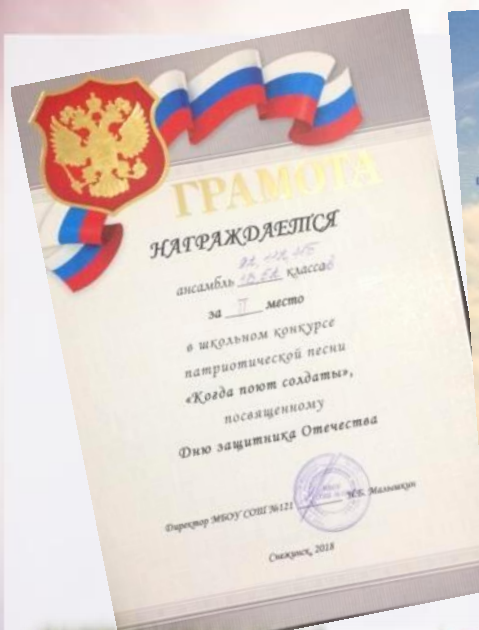 ГРАМОТА
НАГРАЖДАЕТСЯ
ансамбль классов
за II место
в школьном конкурсе
патриотической песни
«Когда поют солдаты»,
посвященному
Дню защитника Отечества
Директор МБОУ СОШ №121 Малышкин
Снежинск, 2018